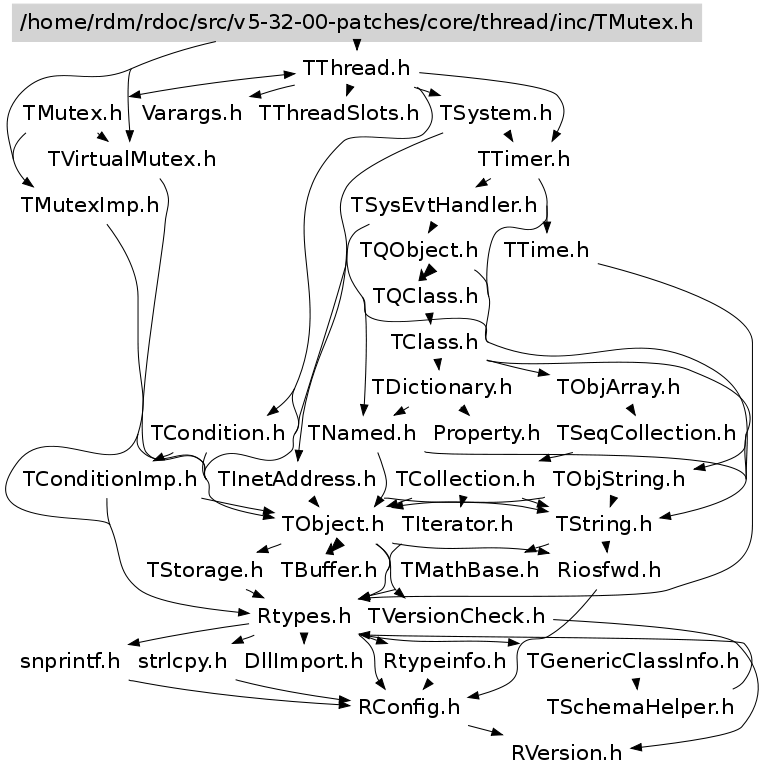 /home/rdm/rdoc/src/v5-32-00-patches/core/thread/inc/TMutex.h
TThread.h
TMutex.h Varargs.h TThreadSlots.h TSystem.h
TVirtualMutex.h TTimer.h
TMutexImp.h TSysEvtHandler.h
TQObject.h TTime.h
TQClass.h
TClass.h
TDictionary.h TObjArray.h
TCondition.h TNamed.h Property.h TSeqCollection.h
TConditionImp.h TInetAddress.h TCollection.h TObjString.h
TObject.h TIterator.h TString.h
TStorage.h TBuffer.h TMathBase.h Riosfwd.h
Rtypes.h TVersionCheck.h
snprintf.h strlcpy.h DllImport.h Rtypeinfo.h TGenericClassInfo.h
RConfig.h TSchemaHelper.h
RVersion.h